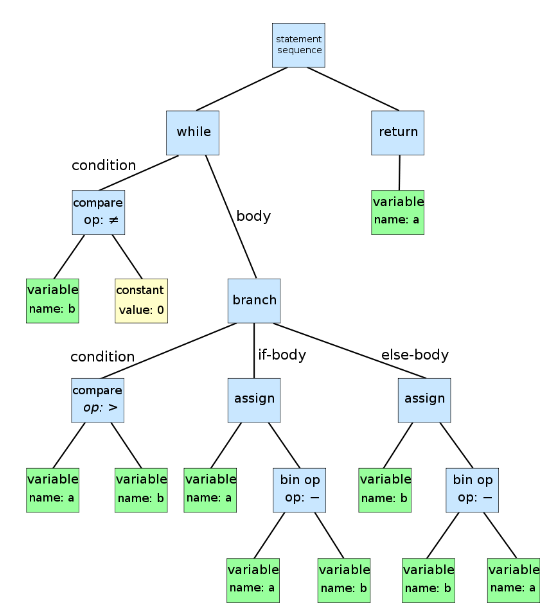 statement
sequence
while
return
condition
compare
op: ≠
body
variable
name: a
variable
name: b
constant
value: 0
branch
condition
if-body
else-body
compare
op: >
assign
assign
variable
name: a
variable
name: b
variable
name: a
bin op
op: −
variable
name: b
bin op
op: −
variable
name: a
variable
name: b
variable
name: b
variable
name: a